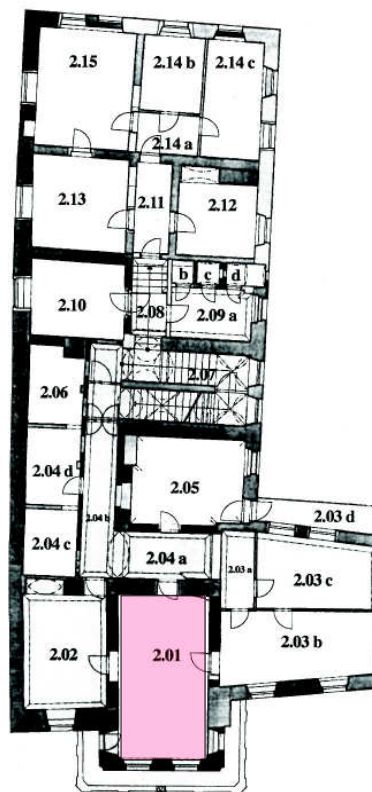 2.15
2.14 b
2.14 c
2.14 a
2.13
2.11
2.12
b
c
d
2.10
2.08
2.09 a
2.07
2.06
2.04 d
2.05
2.04 b
2.03 d
2.04 c
2.04 a
2.03 a
2.03 c
2.02
2.01
2.03 b